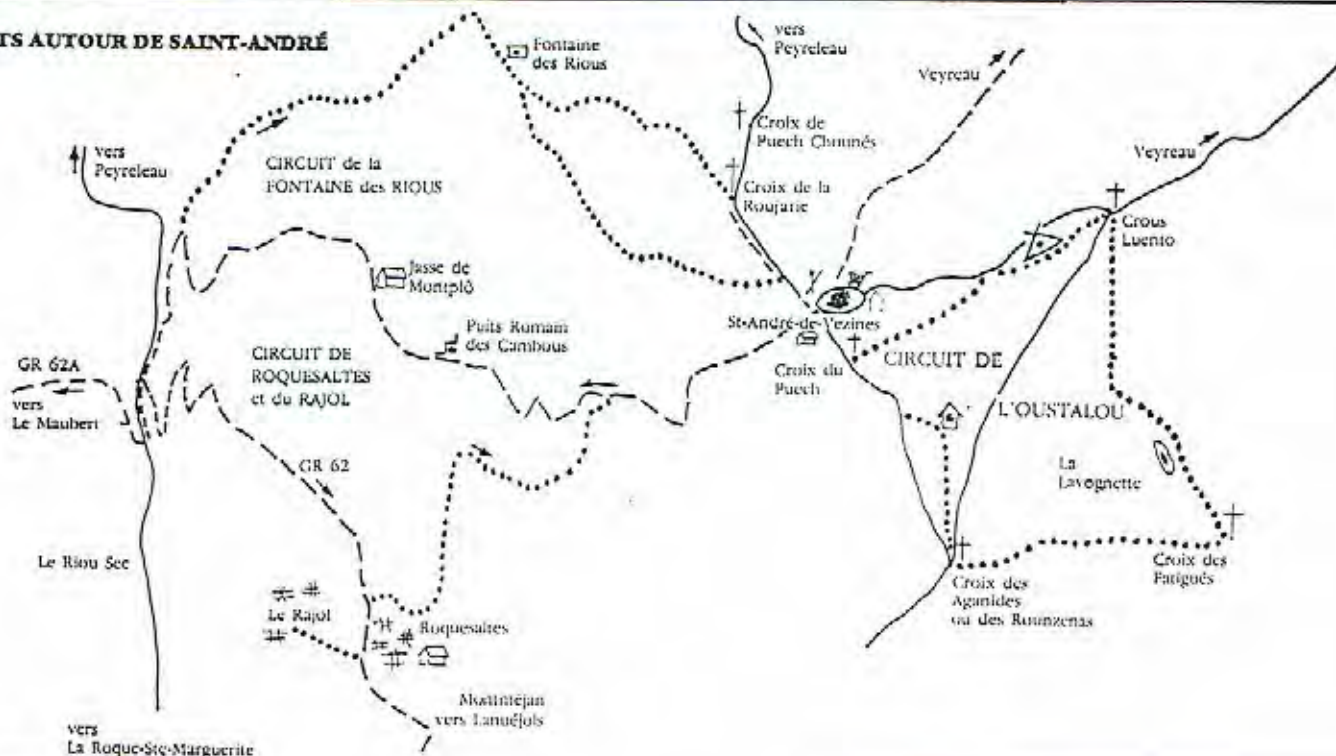 TS AUTOUR DE SAINT-ANDRÉ
Fontaine
des Rious
vers
Peyreleau
Veyreau
vers
Peyreleau
CIRCUIT de la
FONTAINE des RIOUS
Croix de
Puech Chounés
Croix de la
Roujarie
Veyreau
Crous
Luento
Jasse de
Montplô
Puits Romain
des Cambous
St-André-de-Vezines
Croix du
Puech
CIRCUIT DE
L'OUSTALOU
GR 62A
vers
Le Maubert
CIRCUIT DE
ROQUESALTES
et du RAJOL
GR 62
La
Lavognette
Le Riou Sec
Croix des
Fatigués
Croix des
Aganides
ou des Rounzenas
Le Rajol
Roquesaltes
Montméjan
vers Lanuéjols
vers
La Roque-Ste-Marguerite